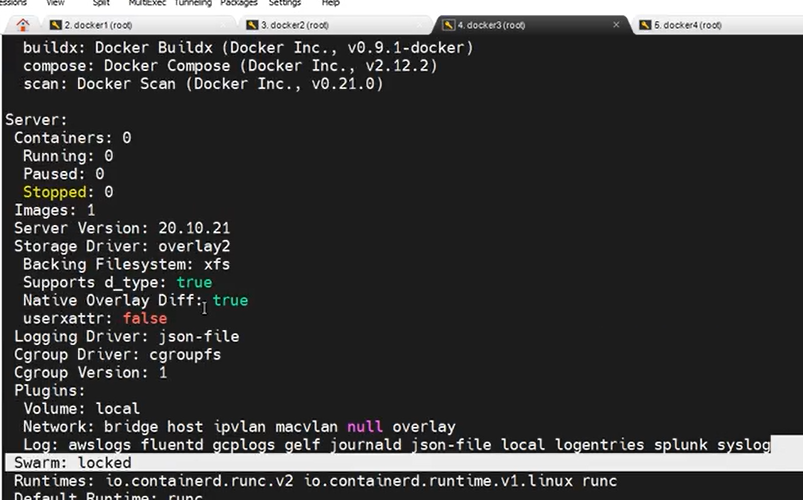 View Split MultiExec Tunneling Packages Settings Help
2. docker1 (root) 3. docker2 (root) 4. docker3 (root) 5. docker4 (root)
buildx: Docker Buildx (Docker Inc., v0.9.1-docker)
compose: Docker Compose (Docker Inc., v2.12.2)
scan: Docker Scan (Docker Inc., v0.21.0)
Server:
Containers: 0
Running: 0
Paused: 0
Stopped: 0
Images: 1
Server Version: 20.10.21
Storage Driver: overlay2
Backing Filesystem: xfs
Supports d_type: true
Native Overlay Diff: true
userxattr: false
Logging Driver: json-file
Cgroup Driver: cgroupfs
Cgroup Version: 1
Plugins:
Volume: local
Network: bridge host ipvlan macvlan null overlay
Log: awslogs fluentd gcplogs gelf journald json-file local logentries splunk syslog
Swarm: locked
Runtimes: io.containerd.runc.v2 io.containerd.runtime.v1.linux runc
Default Runtime: runc